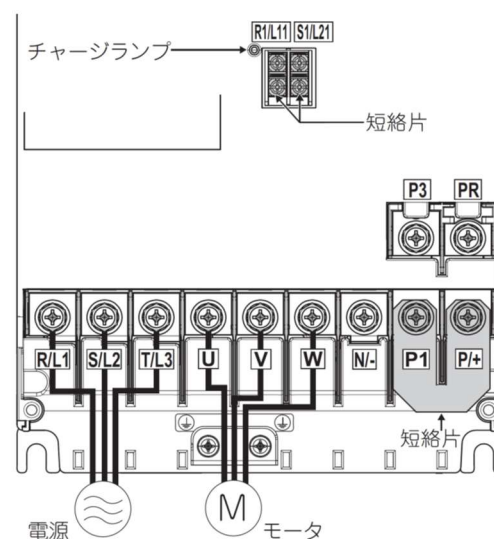 R1/L11 S1/L21
チャージランプ
短絡片
P3 PR
R/L1 S/L2 T/L3 U V W N/- P1 P/+
短絡片
電源 M モータ